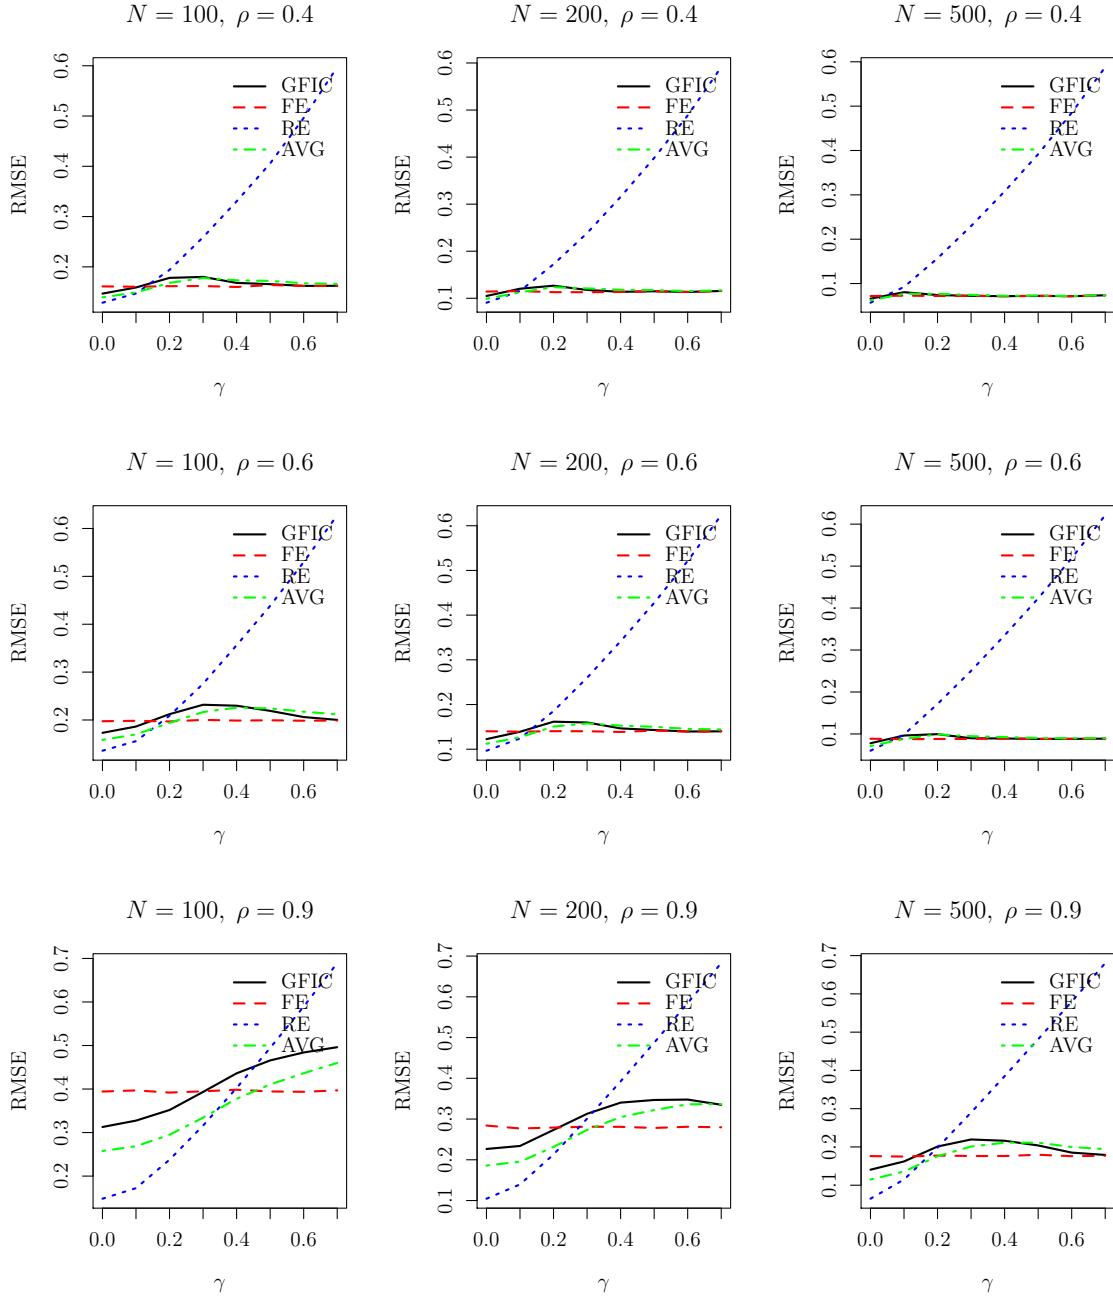 N = 100, ρ = 0.4
RMSE
0.2 0.3 0.4 0.5 0.6
GFIC
FE
RE
AVG
0.0 0.2 0.4 0.6
γ
N = 200, ρ = 0.4
RMSE
0.1 0.2 0.3 0.4 0.5 0.6
GFIC
FE
RE
AVG
0.0 0.2 0.4 0.6
γ
N = 500, ρ = 0.4
RMSE
0.1 0.2 0.3 0.4 0.5 0.6
GFIC
FE
RE
AVG
0.0 0.2 0.4 0.6
γ
N = 100, ρ = 0.6
RMSE
0.2 0.3 0.4 0.5 0.6
GFIC
FE
RE
AVG
0.0 0.2 0.4 0.6
γ
N = 200, ρ = 0.6
RMSE
0.1 0.2 0.3 0.4 0.5 0.6
GFIC
FE
RE
AVG
0.0 0.2 0.4 0.6
γ
N = 500, ρ = 0.6
RMSE
0.1 0.2 0.3 0.4 0.5 0.6
GFIC
FE
RE
AVG
0.0 0.2 0.4 0.6
γ
N = 100, ρ = 0.9
RMSE
0.2 0.3 0.4 0.5 0.6 0.7
GFIC
FE
RE
AVG
0.0 0.2 0.4 0.6
γ
N = 200, ρ = 0.9
RMSE
0.1 0.2 0.3 0.4 0.5 0.6 0.7
GFIC
FE
RE
AVG
0.0 0.2 0.4 0.6
γ
N = 500, ρ = 0.9
RMSE
0.1 0.2 0.3 0.4 0.5 0.6 0.7
GFIC
FE
RE
AVG
0.0 0.2 0.4 0.6
γ